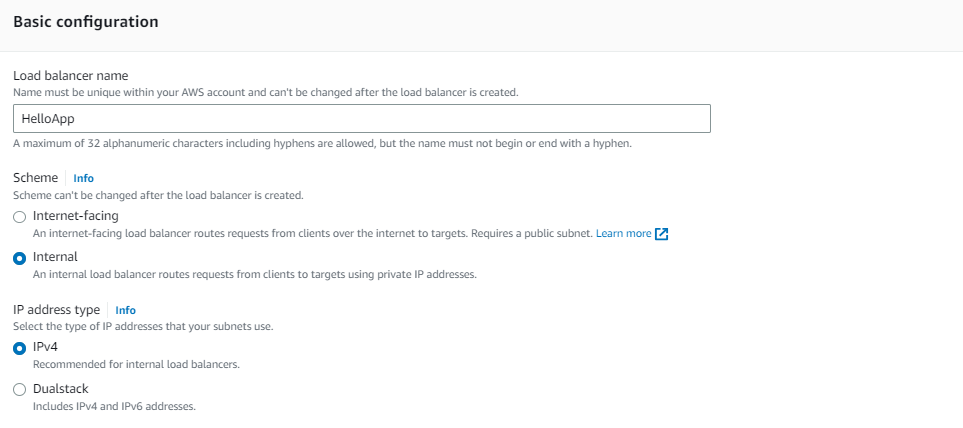 Basic configuration
Load balancer name
Name must be unique within your AWS account and can't be changed after the load balancer is created.
HelloApp
A maximum of 32 alphanumeric characters including hyphens are allowed, but the name must not begin or end with a hyphen.
Scheme Info
Scheme can't be changed after the load balancer is created.
Internet-facing
An internet-facing load balancer routes requests from clients over the internet to targets. Requires a public subnet. Learn more
Internal
An internal load balancer routes requests from clients to targets using private IP addresses.
IP address type Info
Select the type of IP addresses that your subnets use.
IPv4
Recommended for internal load balancers.
Dualstack
Includes IPv4 and IPv6 addresses.